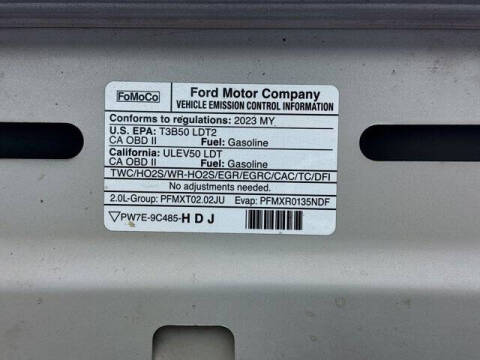 FoMoCo
Ford Motor Company
VEHICLE EMISSION CONTROL INFORMATION
Conforms to regulations: 2023 MY
U.S. EPA: T3B50 LDT2
CA OBD II Fuel: Gasoline
California: ULEV50 LDT
CA OBD II Fuel: Gasoline
TWC/HO2S/WR-HO2S/EGR/EGRC/CAC/TC/DFI
No adjustments needed.
2.0L-Group: PFMXT02.02JU Evap: PFMXR0135NDF
PW7E-9C485-H D J